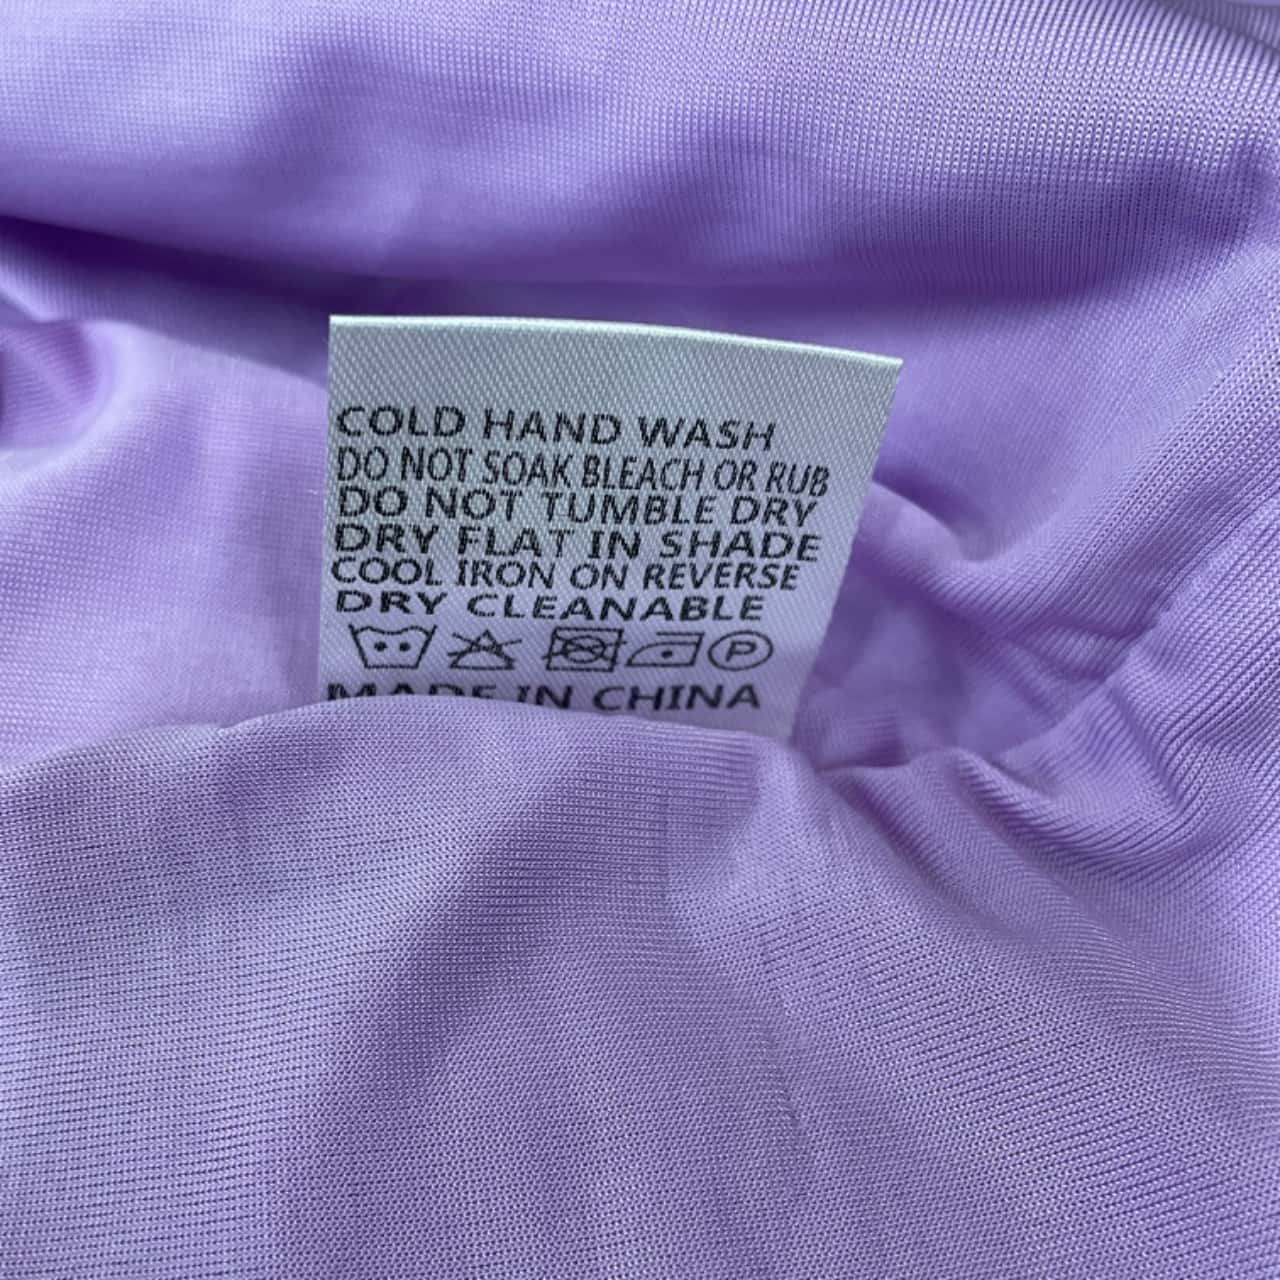 COLD HAND WASH
DO NOT SOAK BLEACH OR RUB
DO NOT TUMBLE DRY
DRY FLAT IN SHADE
COOL IRON ON REVERSE
DRY CLEANABLE
P
MADE IN CHINA